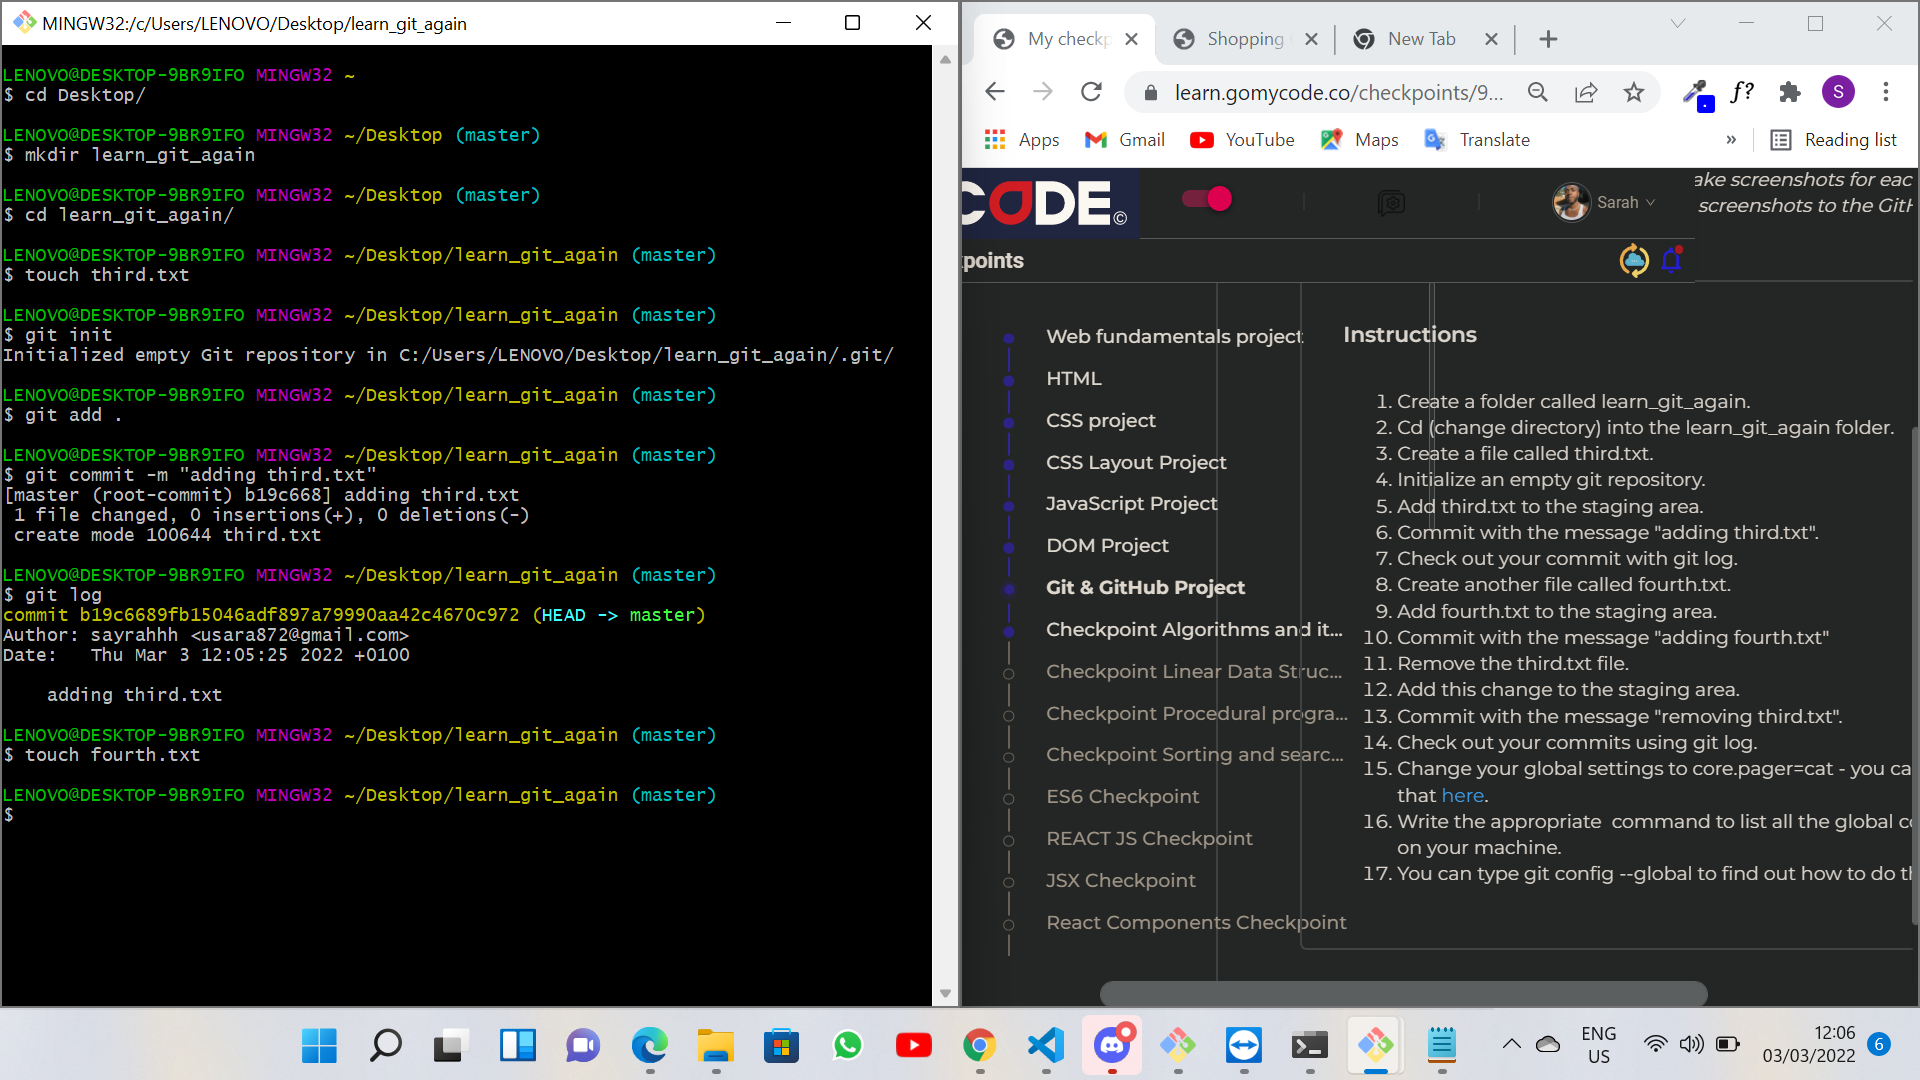 MINGW32:/c/Users/LENOVO/Desktop/learn_git_again
LENOVO@DESKTOP-9BR9IFO MINGW32 ~
$ cd Desktop/
LENOVO@DESKTOP-9BR9IFO MINGW32 ~/Desktop (master)
$ mkdir learn_git_again
LENOVO@DESKTOP-9BR9IFO MINGW32 ~/Desktop (master)
$ cd learn_git_again/
LENOVO@DESKTOP-9BR9IFO MINGW32 ~/Desktop/learn_git_again (master)
$ touch third.txt
LENOVO@DESKTOP-9BR9IFO MINGW32 ~/Desktop/learn_git_again (master)
$ git init
Initialized empty Git repository in C:/Users/LENOVO/Desktop/learn_git_again/.git/
LENOVO@DESKTOP-9BR9IFO MINGW32 ~/Desktop/learn_git_again (master)
$ git add .
LENOVO@DESKTOP-9BR9IFO MINGW32 ~/Desktop/learn_git_again (master)
$ git commit -m "adding third.txt"
[master (root-commit) b19c668] adding third.txt
1 file changed, 0 insertions(+), 0 deletions(-)
create mode 100644 third.txt
LENOVO@DESKTOP-9BR9IFO MINGW32 ~/Desktop/learn_git_again (master)
$ git log
commit b19c6689fb15046adf897a79990aa42c4670c972 (HEAD -> master)
Author: sayrahhh <usara872@gmail.com>
Date:   Thu Mar 3 12:05:25 2022 +0100
adding third.txt
LENOVO@DESKTOP-9BR9IFO MINGW32 ~/Desktop/learn_git_again (master)
$ touch fourth.txt
LENOVO@DESKTOP-9BR9IFO MINGW32 ~/Desktop/learn_git_again (master)
$
My checkp
Shopping
New Tab
learn.gomycode.co/checkpoints/9...
f?
S
Apps
Gmail
YouTube
Maps
Translate
»
Reading list
CODE©
Sarah
ake screenshots for eac
screenshots to the GitH
kpoints
Web fundamentals project
HTML
CSS project
CSS Layout Project
JavaScript Project
DOM Project
Git & GitHub Project
Checkpoint Algorithms and it...
Checkpoint Linear Data Struc...
Checkpoint Procedural progra...
Checkpoint Sorting and searc...
ES6 Checkpoint
REACT JS Checkpoint
JSX Checkpoint
React Components Checkpoint
Instructions
1. Create a folder called learn_git_again.
2. Cd (change directory) into the learn_git_again folder.
3. Create a file called third.txt.
4. Initialize an empty git repository.
5. Add third.txt to the staging area.
6. Commit with the message "adding third.txt".
7. Check out your commit with git log.
8. Create another file called fourth.txt.
9. Add fourth.txt to the staging area.
10. Commit with the message "adding fourth.txt"
11. Remove the third.txt file.
12. Add this change to the staging area.
13. Commit with the message "removing third.txt".
14. Check out your commits using git log.
15. Change your global settings to core.pager=cat - you ca
that here.
16. Write the appropriate  command to list all the global co
on your machine.
17. You can type git config --global to find out how to do th
ENG
US
12:06
03/03/2022
6